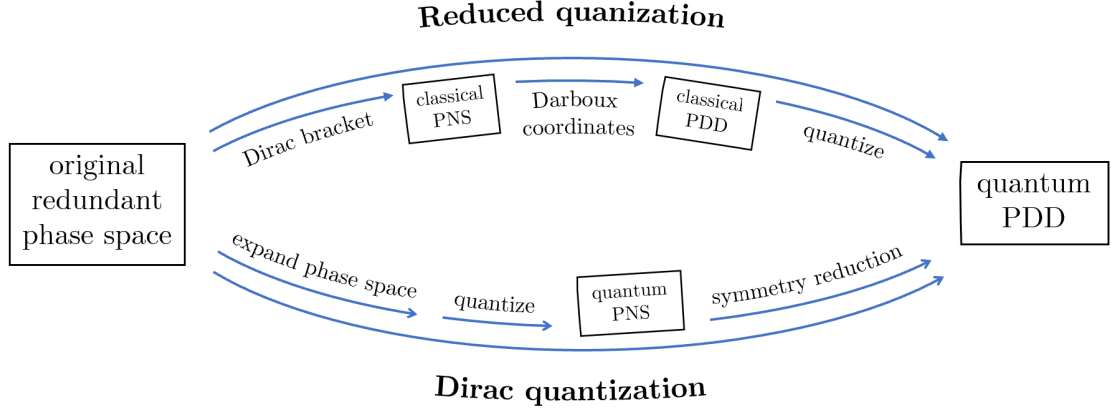 Reduced quanization
original
redundant
phase space
Dirac bracket
classical
PNS
Darboux
coordinates
classical
PDD
quantize
quantum
PDD
expand phase space
quantize
quantum
PNS
symmetry reduction
Dirac quantization